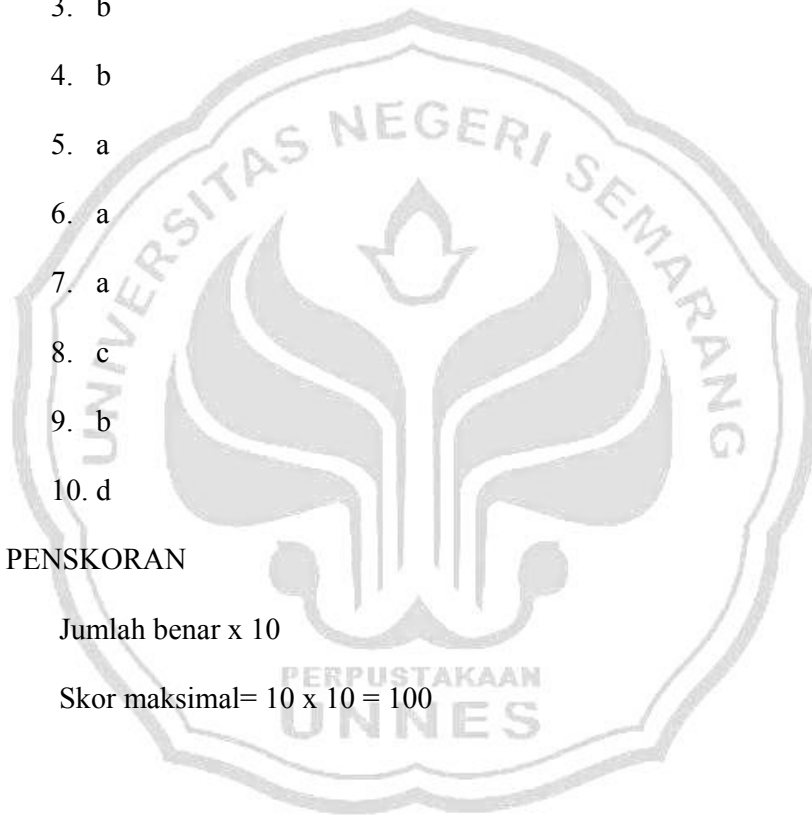 3. b
4. b
5. a
6. a
7. a
8. c
9. b
10. d
PENSKORAN
Jumlah benar x 10
Skor maksimal= 10 x 10 = 100
UNIVERSITAS NEGERI SEMARANG
PERPUSTAKAAN
UNNES